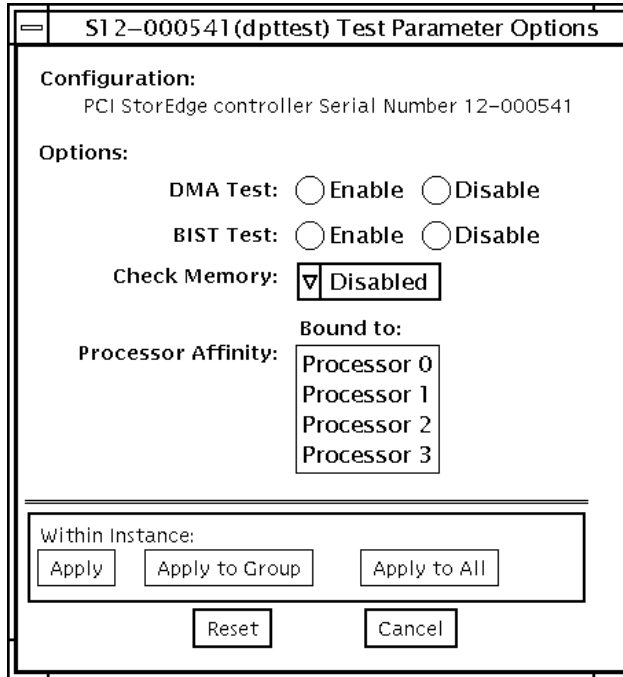 S12-000541(dpttest) Test Parameter Options
Configuration:
PCI StorEdge controller Serial Number 12-000541
Options:
DMA Test: Enable Disable
BIST Test: Enable Disable
Check Memory: Disabled
Bound to:
Processor Affinity:
Processor 0
Processor 1
Processor 2
Processor 3
Within Instance:
Apply Apply to Group Apply to All
Reset Cancel